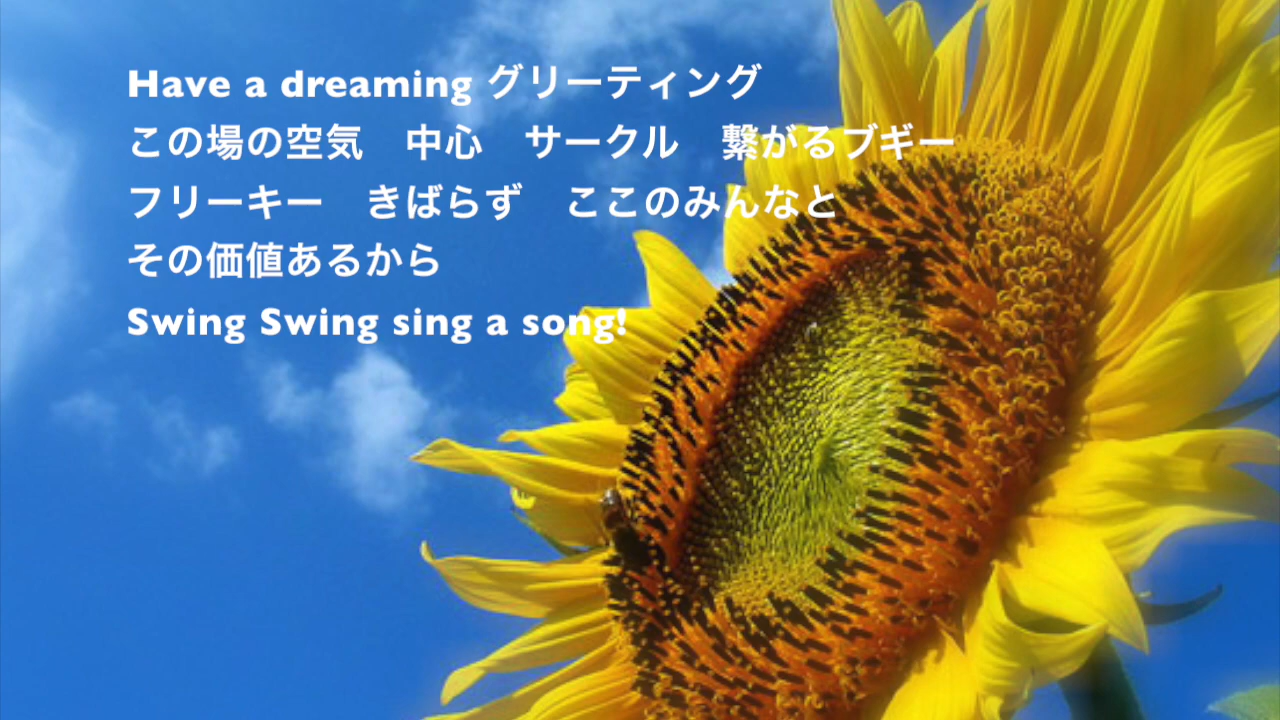 Have a dreaming グリーティング
この場の空気　中心　サークル　繋がるブギー
フリーキー　きばらず　ここのみんなと
その価値あるから
Swing Swing sing a song!